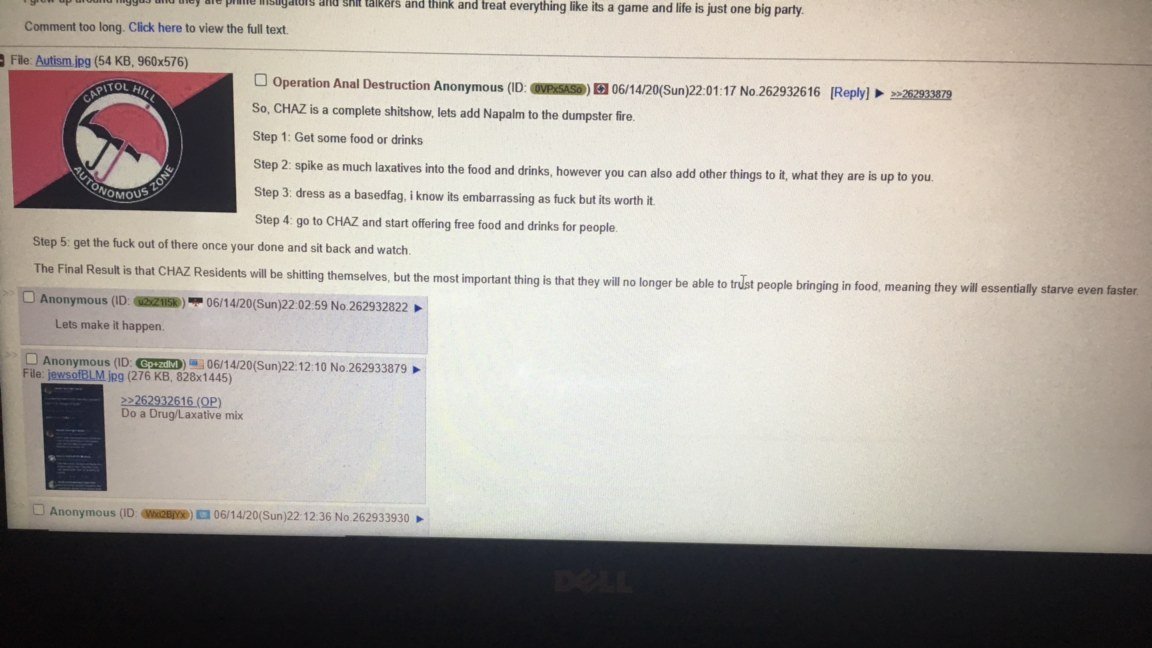 around and they are prime instigators and shit talkers and think and treat everything like its a game and life is just one big party.
Comment too long. Click here to view the full text.
File: Autism.jpg (54 KB, 960x576)
CAPITOL HILL
AUTONOMOUS ZONE
Operation Anal Destruction Anonymous (ID: 0VPx5ASo) 06/14/20(Sun)22:01:17 No.262932616 [Reply] ▶ >>262933879
So, CHAZ is a complete shitshow, lets add Napalm to the dumpster fire.
Step 1: Get some food or drinks
Step 2: spike as much laxatives into the food and drinks, however you can also add other things to it, what they are is up to you.
Step 3: dress as a basedfag, i know its embarrassing as fuck but its worth it.
Step 4: go to CHAZ and start offering free food and drinks for people.
Step 5: get the fuck out of there once your done and sit back and watch.
The Final Result is that CHAZ Residents will be shitting themselves, but the most important thing is that they will no longer be able to trust people bringing in food, meaning they will essentially starve even faster.
>> Anonymous (ID: ) 06/14/20(Sun)22:02:59 No.262932822 ▶
Lets make it happen.
>> Anonymous (ID: Gp+zdlvl) 06/14/20(Sun)22:12:10 No.262933879 ▶
File: jewsofBLM.jpg (276 KB, 828x1445)
>>262932616 (OP)
Do a Drug/Laxative mix
>> Anonymous (ID: Wxi2BjYx) 06/14/20(Sun)22:12:36 No.262933930 ▶
DELL